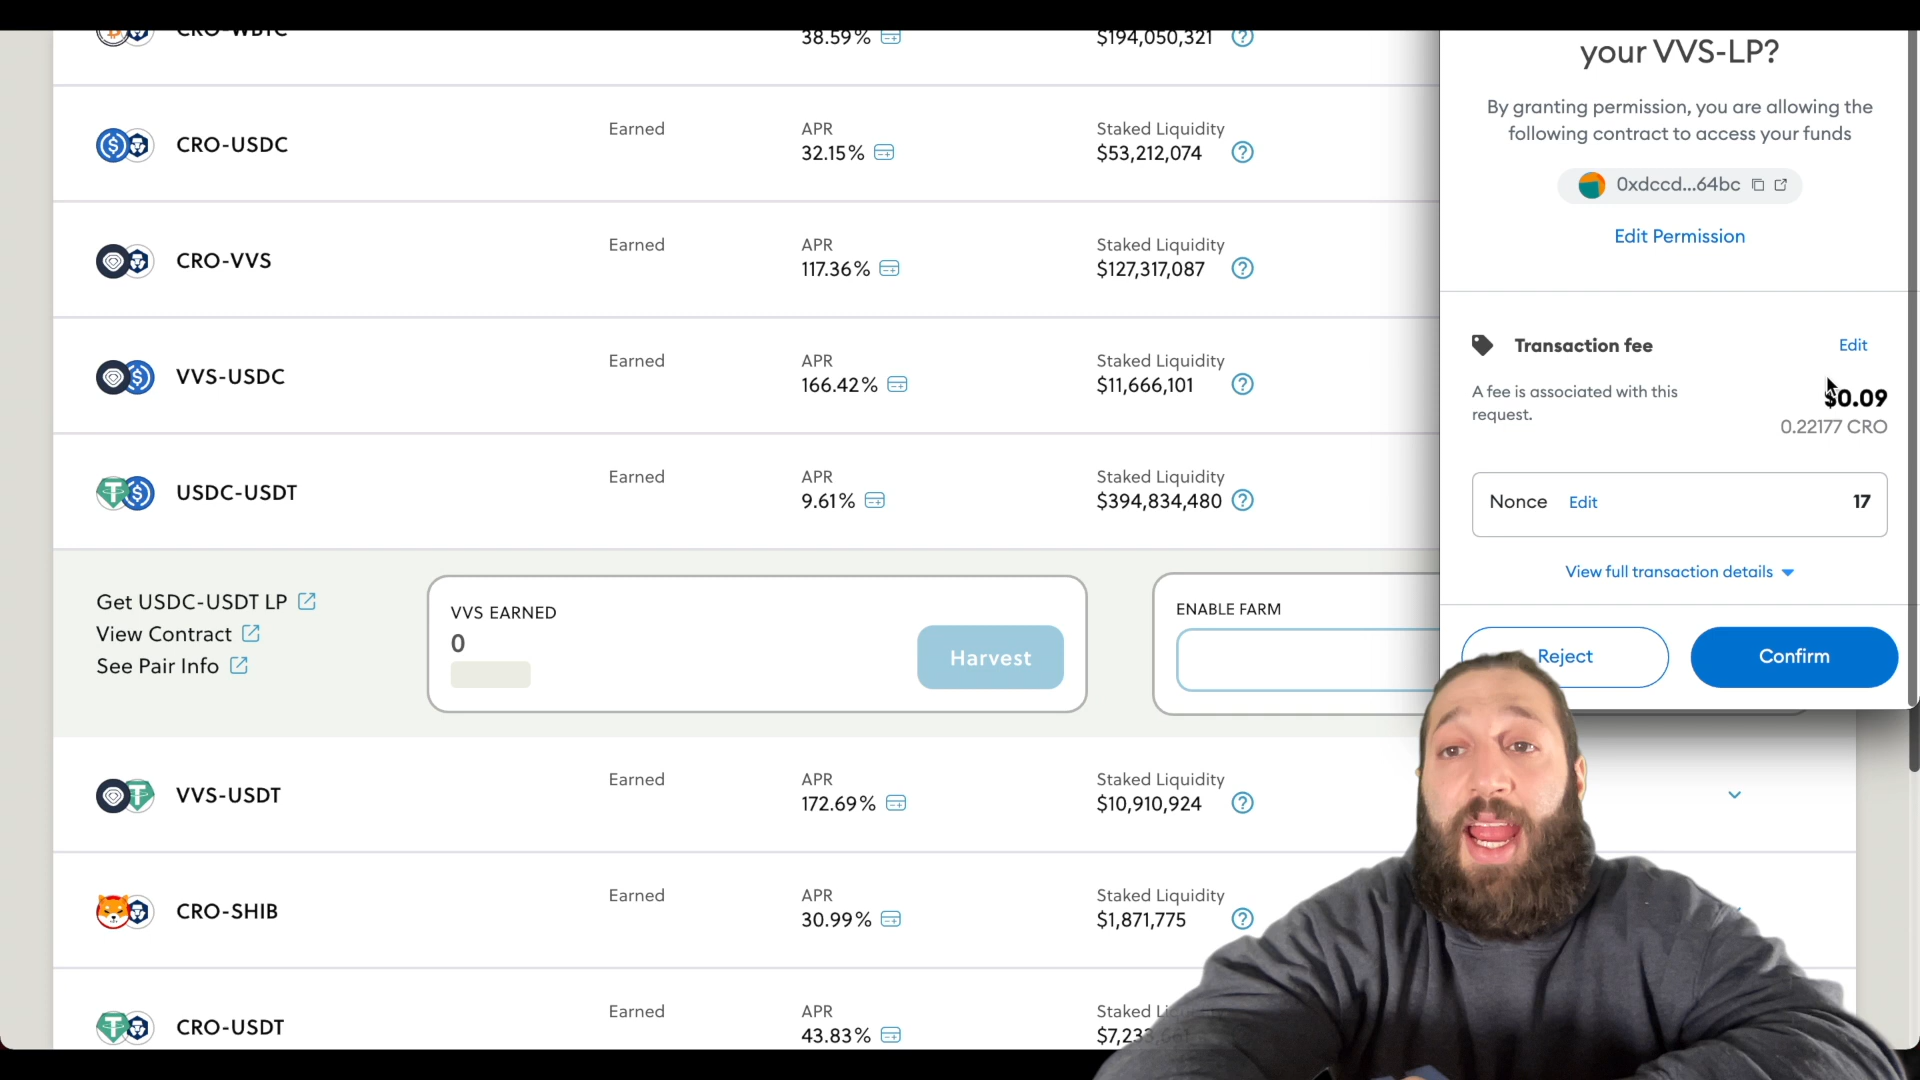 CRO-WBTC
38.59%
$194,050,321
CRO-USDC
Earned
APR
32.15%
Staked Liquidity
$53,212,074
CRO-VVS
Earned
APR
117.36%
Staked Liquidity
$127,317,087
VVS-USDC
Earned
APR
166.42%
Staked Liquidity
$11,666,101
USDC-USDT
Earned
APR
9.61%
Staked Liquidity
$394,834,480
Get USDC-USDT LP
View Contract
See Pair Info
VVS EARNED
0
Harvest
ENABLE FARM
VVS-USDT
Earned
APR
172.69%
Staked Liquidity
$10,910,924
CRO-SHIB
Earned
APR
30.99%
Staked Liquidity
$1,871,775
CRO-USDT
Earned
APR
43.83%
Staked
your VVS-LP?
By granting permission, you are allowing the
following contract to access your funds
0xdccd...64bc
Edit Permission
Transaction fee
Edit
A fee is associated with this
request.
$0.09
0.22177 CRO
Nonce
Edit
17
View full transaction details
Reject
Confirm